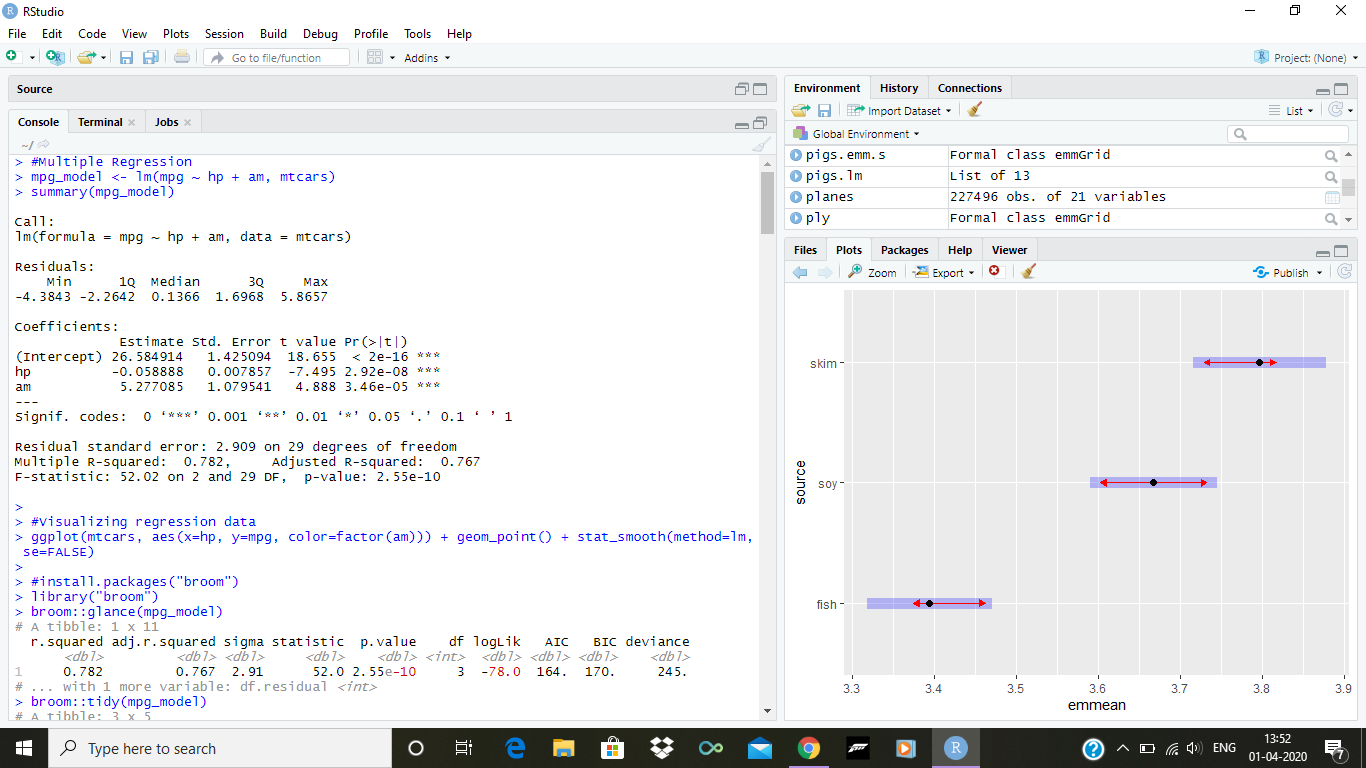 RStudio
File Edit Code View Plots Session Build Debug Profile Tools Help
Go to file/function Addins Project: (None)
Source
Console Terminal Jobs
~/
> #Multiple Regression
> mpg_model <- lm(mpg ~ hp + am, mtcars)
> summary(mpg_model)
Call:
lm(formula = mpg ~ hp + am, data = mtcars)
Residuals:
    Min      1Q  Median      3Q     Max
-4.3843 -2.2642  0.1366  1.6968  5.8657
Coefficients:
             Estimate Std. Error t value Pr(>|t|)
(Intercept) 26.584914   1.425094  18.655  < 2e-16 ***
hp          -0.058888   0.007857  -7.495 2.92e-08 ***
am           5.277085   1.079541   4.888 3.46e-05 ***
---
Signif. codes:  0 ‘***’ 0.001 ‘**’ 0.01 ‘*’ 0.05 ‘.’ 0.1 ‘ ’ 1
Residual standard error: 2.909 on 29 degrees of freedom
Multiple R-squared:  0.782,	Adjusted R-squared:  0.767
F-statistic: 52.02 on 2 and 29 DF,  p-value: 2.55e-10
>
> #Visualizing regression data
> ggplot(mtcars, aes(x=hp, y=mpg, color=factor(am))) + geom_point() + stat_smooth(method=lm,
se=FALSE)
>
> #install.packages("broom")
> library("broom")
> broom::glance(mpg_model)
# A tibble: 1 x 11
  r.squared adj.r.squared sigma statistic  p.value    df logLik   AIC   BIC deviance
      <dbl>         <dbl> <dbl>     <dbl>    <dbl> <int>  <dbl> <dbl> <dbl>    <dbl>
1     0.782         0.767  2.91      52.0 2.55e-10     3  -78.0  164.  170.     245.
# ... with 1 more variable: df.residual <int>
> broom::tidy(mpg_model)
# A tibble: 3 x 5
Environment History Connections
Import Dataset List
Global Environment
pigs.emm.s Formal class emmGrid
pigs.lm List of 13
planes 227496 obs. of 21 variables
ply Formal class emmGrid
Files Plots Packages Help Viewer
Zoom Export Publish
skim
soy
fish
source
3.3 3.4 3.5 3.6 3.7 3.8 3.9
emmean
Type here to search
ENG
13:52
01-04-2020
7